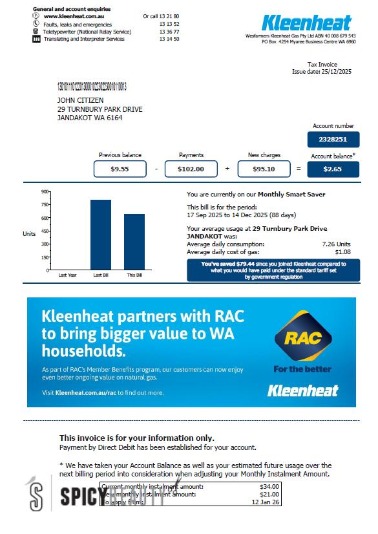 General and account enquiries
www.kleenheat.com.au Or call 13 21 80
Faults, leaks and emergencies 13 13 52
Teletypewriter (National Relay Service) 13 36 77
Translating and Interpreter Services 13 14 50
Kleenheat
Wesfarmers Kleenheat Gas Pty Ltd ABN 40 008 679 543
PO Box 4254 Myaree Business Centre WA 6960
Tax Invoice
Issue date: 25/12/2025
JOHN CITIZEN
29 TURNBURY PARK DRIVE
JANDAKOT WA 6164
Account number
2328251
Previous balance Payments New charges Account balance*
$9.55 - $102.00 + $95.10 = $2.65
You are currently on our Monthly Smart Saver
This bill is for the period:
17 Sep 2025 to 14 Dec 2025 (88 days)
Your average usage at 29 Turnbury Park Drive
JANDAKOT was:
Average daily consumption: 7.26 Units
Average daily cost of gas: $1.08
You've saved $79.44 since you joined Kleenheat compared to
what you would have paid under the standard tariff set
by government regulation
Units
900
750
600
450
300
150
0
Last Year Last Bill This Bill
Kleenheat partners with RAC
to bring bigger value to WA
households.
As part of RAC's Member Benefits program, our customers can now enjoy
even better ongoing value on natural gas.
Visit Kleenheat.com.au/rac to find out more.
RAC
For the better
Kleenheat
This invoice is for your information only.
Payment by Direct Debit has been established for your account.
* We have taken your Account Balance as well as your estimated future usage over the
next billing period into consideration when adjusting your Monthly Instalment Amount.
Current monthly instalment amount: $34.00
New monthly instalment amount: $21.00
To apply from: 12 Jan 26
SPICY REALTY